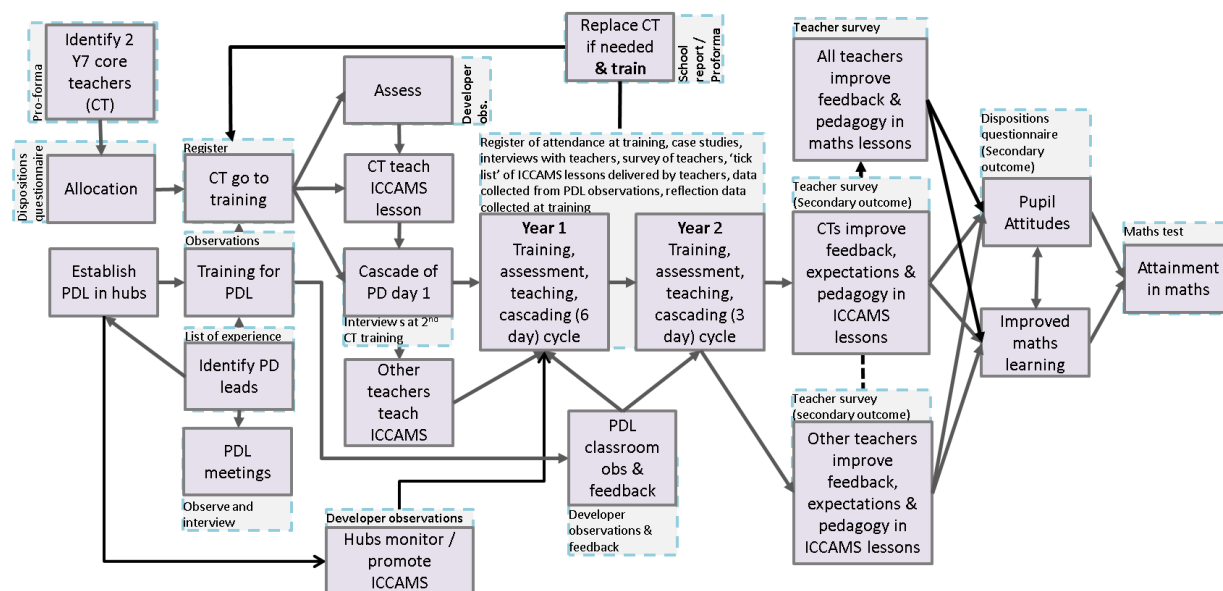 Identify 2
Y7 core
teachers
(CT)
Pro-forma
Dispositions
questionnaire
Allocation
Register
CT go to
training
Observations
Training for
PDL
Establish
PDL in hubs
List of experience
Identify PD
leads
PDL
meetings
Observe and
interview
Assess
Developer
obs.
CT teach
ICCAMS
lesson
Cascade of
PD day 1
Interview s at 2nd
CT training
Other
teachers
teach
ICCAMS
Developer observations
Hubs monitor /
promote
ICCAMS
Replace CT
if needed
& train
School
report /
Proforma
Register of attendance at training, case studies,
interviews with teachers, survey of teachers, ‘tick
list’ of ICCAMS lessons delivered by teachers, data
collected from PDL observations, reflection data
collected at training
Year 1
Training,
assessment,
teaching,
cascading (6
day) cycle
Year 2
Training,
assessment,
teaching,
cascading (3
day) cycle
PDL
classroom
obs &
feedback
Developer
observations &
feedback
Teacher survey
All teachers
improve
feedback &
pedagogy in
maths lessons
Teacher survey
(Secondary outcome)
CTs improve
feedback,
expectations &
pedagogy in
ICCAMS
lessons
Teacher survey
(secondary outcome)
Other teachers
improve
feedback,
expectations &
pedagogy in
ICCAMS lessons
Dispositions
questionnaire
(Secondary
outcome)
Pupil
Attitudes
Improved
maths
learning
Maths test
Attainment
in maths